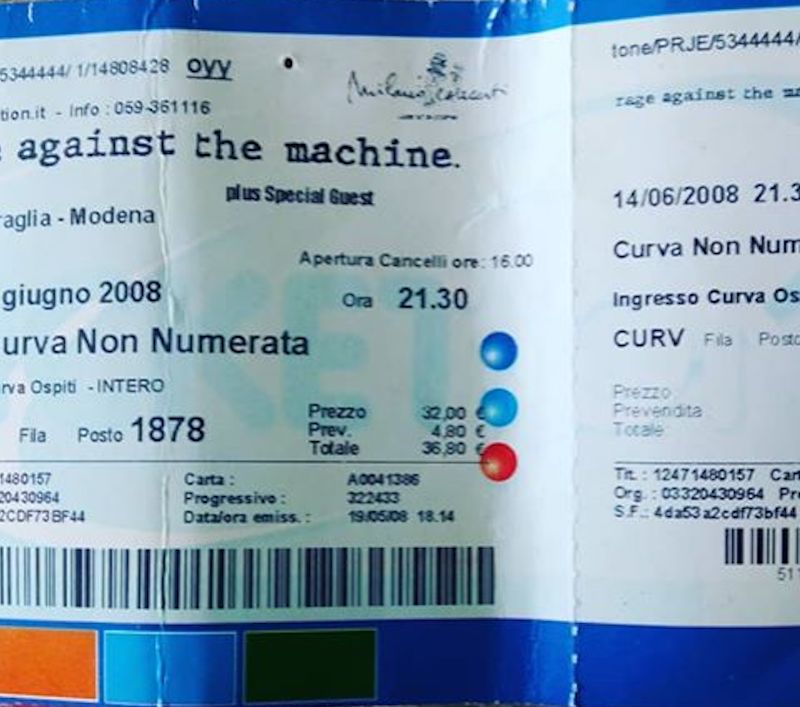 5344444/ 1/14808428 OYY
tion.it - Info : 059-361116
against the machine.
plus Special Guest
raglia - Modena
Apertura Cancelli ore: 16.00
giugno 2008
Ora 21.30
urva Non Numerata
rva Ospiti - INTERO
Fila Posto 1878
Prezzo 32,00 €
Prev. 4,80 €
Totale 36,80 €
1480157
20430964
2CDF73BF44
Carta : A0041386
Progressivo : 322433
Data/ora emiss. : 19/05/08 18.14
tone/PRJE/5344444/
rage against the ma
14/06/2008 21.3
Curva Non Num
Ingresso Curva Os
CURV Fila Posto
Prezzo
Prevendita
Totale
Tit. : 12471480157 Cart
Org. : 03320430964 Pro
S.F.: 4da53a2cdf73bf44
51